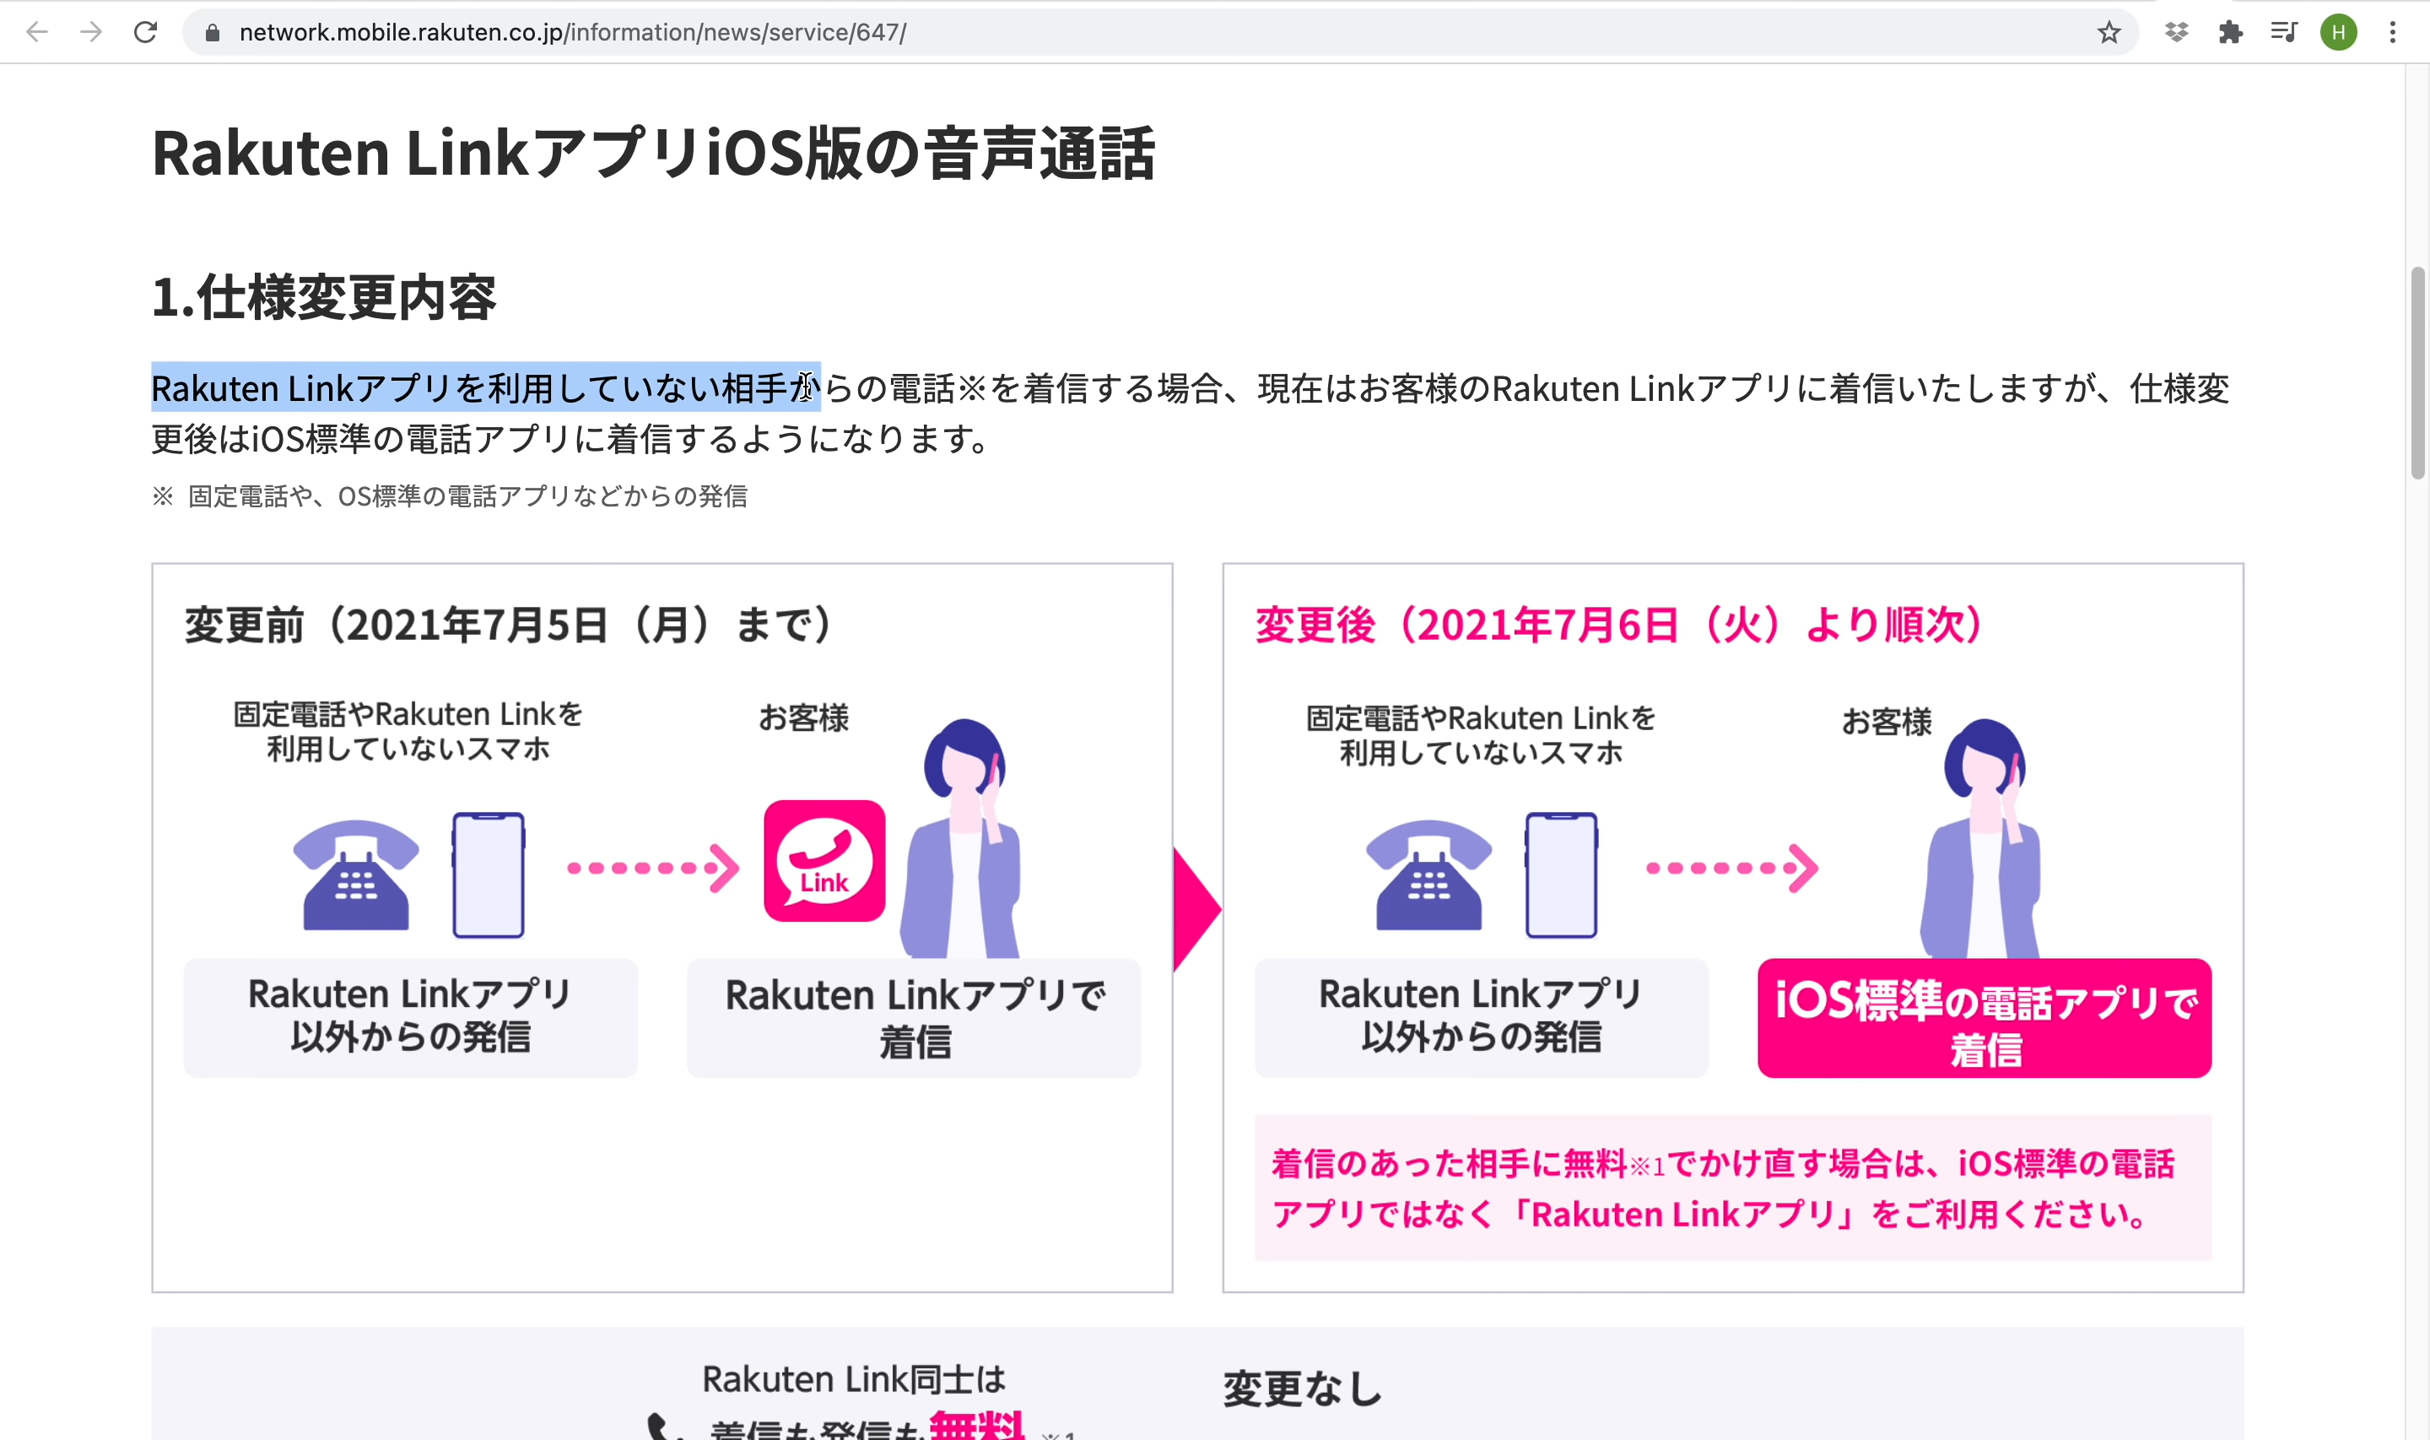 network.mobile.rakuten.co.jp/information/news/service/647/
H
Rakuten LinkアプリiOS版の音声通話
1.仕様変更内容
Rakuten Linkアプリを利用していない相手からの電話※を着信する場合、現在はお客様のRakuten Linkアプリに着信いたしますが、仕様変
更後はiOS標準の電話アプリに着信するようになります。
※ 固定電話や、OS標準の電話アプリなどからの発信
変更前（2021年7月5日（月）まで）
固定電話やRakuten Linkを
利用していないスマホ
お客様
Link
Rakuten Linkアプリ
以外からの発信
Rakuten Linkアプリで
着信
変更後（2021年7月6日（火）より順次）
固定電話やRakuten Linkを
利用していないスマホ
お客様
Rakuten Linkアプリ
以外からの発信
iOS標準の電話アプリで
着信
着信のあった相手に無料※1でかけ直す場合は、iOS標準の電話
アプリではなく「Rakuten Linkアプリ」をご利用ください。
Rakuten Link同士は
着信も発信も無料 ※1
変更なし